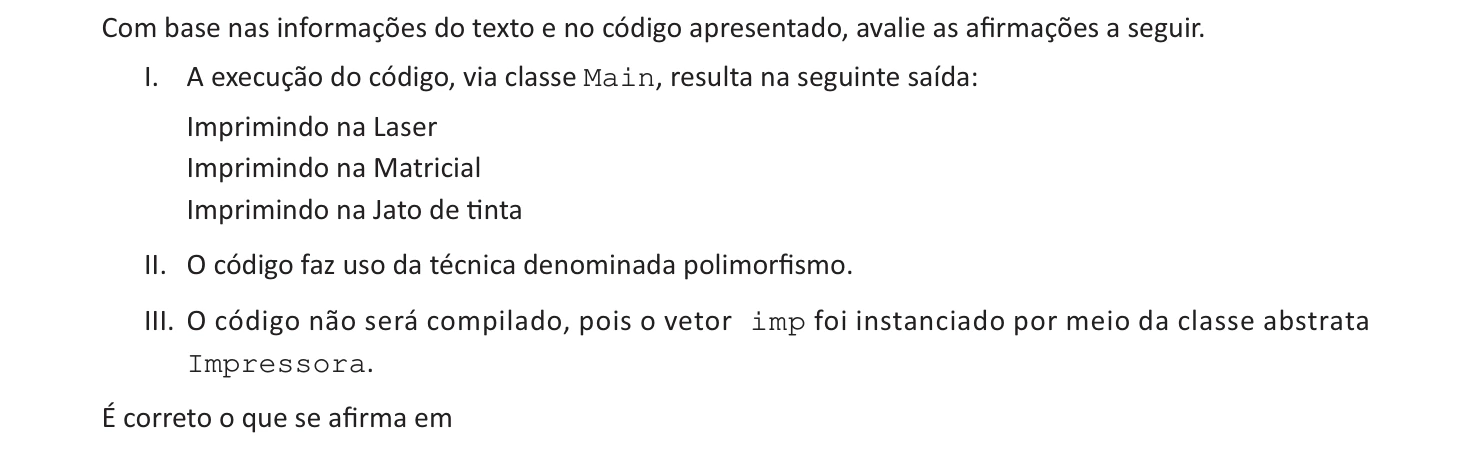 Com base nas informações do texto e no código apresentado, avalie as afirmações a seguir.
I. A execução do código, via classe Main, resulta na seguinte saída:
Imprimindo na Laser
Imprimindo na Matricial
Imprimindo na Jato de tinta
II. O código faz uso da técnica denominada polimorfismo.
III. O código não será compilado, pois o vetor imp foi instanciado por meio da classe abstrata
Impressora.
É correto o que se afirma em